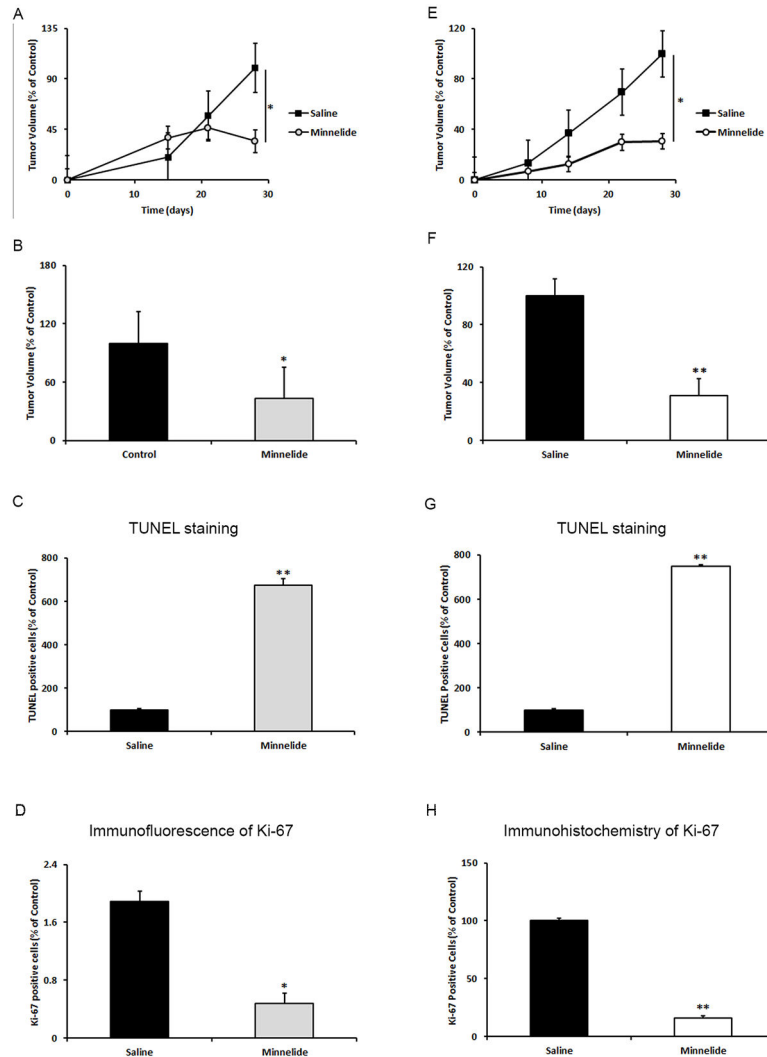 A
Tumor Volume (% of Control)
135
90
45
0
0
10
20
30
Time (days)
*
Saline
Minnelide
E
Tumor Volume (% of Control)
120
80
40
0
0
10
20
30
Time (days)
*
Saline
Minnelide
B
Tumor Volume (% of Control)
180
120
60
0
*
Control
Minnelide
F
Tumor Volume (% of Control)
120
80
40
0
**
Saline
Minnelide
C
TUNEL staining
TUNEL positive cells (% of Control)
800
600
400
200
0
**
Saline
Minnelide
G
TUNEL staining
TUNEL Positive Cells (% of Control)
800
600
400
200
0
**
Saline
Minnelide
D
Immunofluorescence of Ki-67
Ki-67 positive cells (% of Control)
2.4
1.6
0.8
0
*
Saline
Minnelide
H
Immunohistochemistry of Ki-67
Ki-67 Positive Cells (% of Control)
150
100
50
0
**
Saline
Minnelide